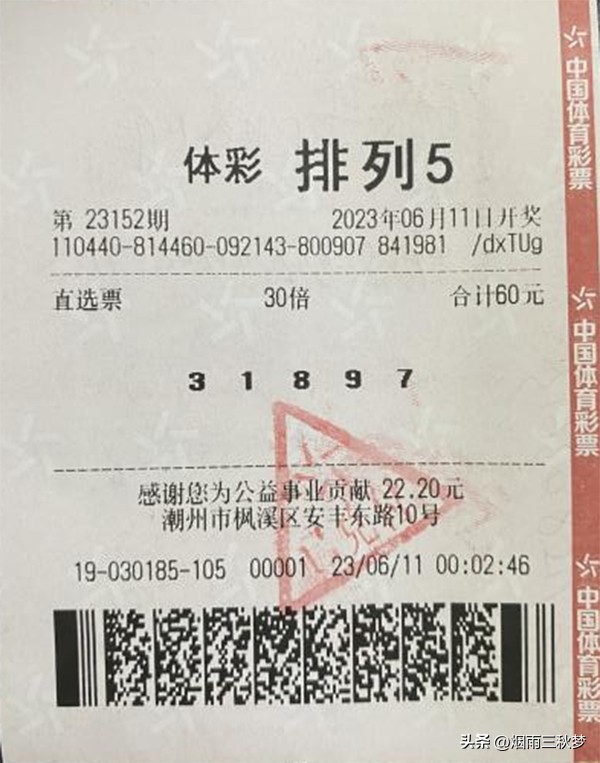 体彩 排列5
第 23152期 2023年06月11日开奖
110440-814460-092143-800907 841981 /dxTUg
直选票 30倍 合计60元
3 1 8 9 7
感谢您为公益事业贡献 22.20元
潮州市枫溪区安丰东路10号
19-030185-105 00001 23/06/11 00:02:46
中国体育彩票
中国体育彩票
中国体育彩票
头条 @烟雨三秋梦